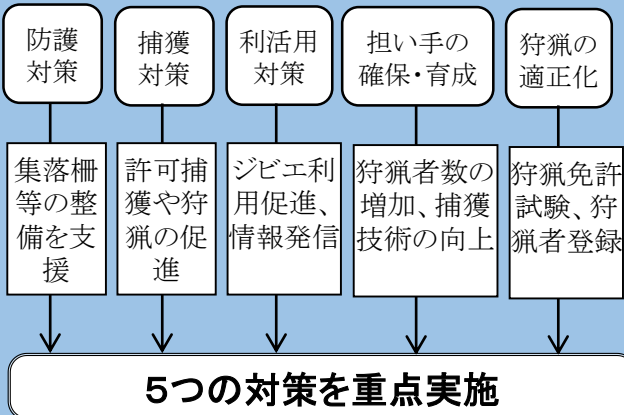 防護
対策
捕獲
対策
利活用
対策
担い手の
確保・育成
狩猟の
適正化
集落柵
等の整
備を支
援
許可捕
獲や狩
猟の促
進
ジビエ利
用促進、
情報発信
狩猟者数の
増加、捕獲
技術の向上
狩猟免許
試験、狩
猟者登録
5つの対策を重点実施